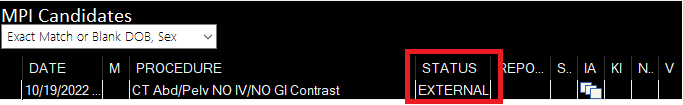 MPI Candidates
Exact Match or Blank DOB, Sex
DATE M PROCEDURE STATUS REPO... S.. IA KI N.. V
10/19/2022 ... CT Abd/Pelv NO IV/NO GI Contrast EXTERNAL